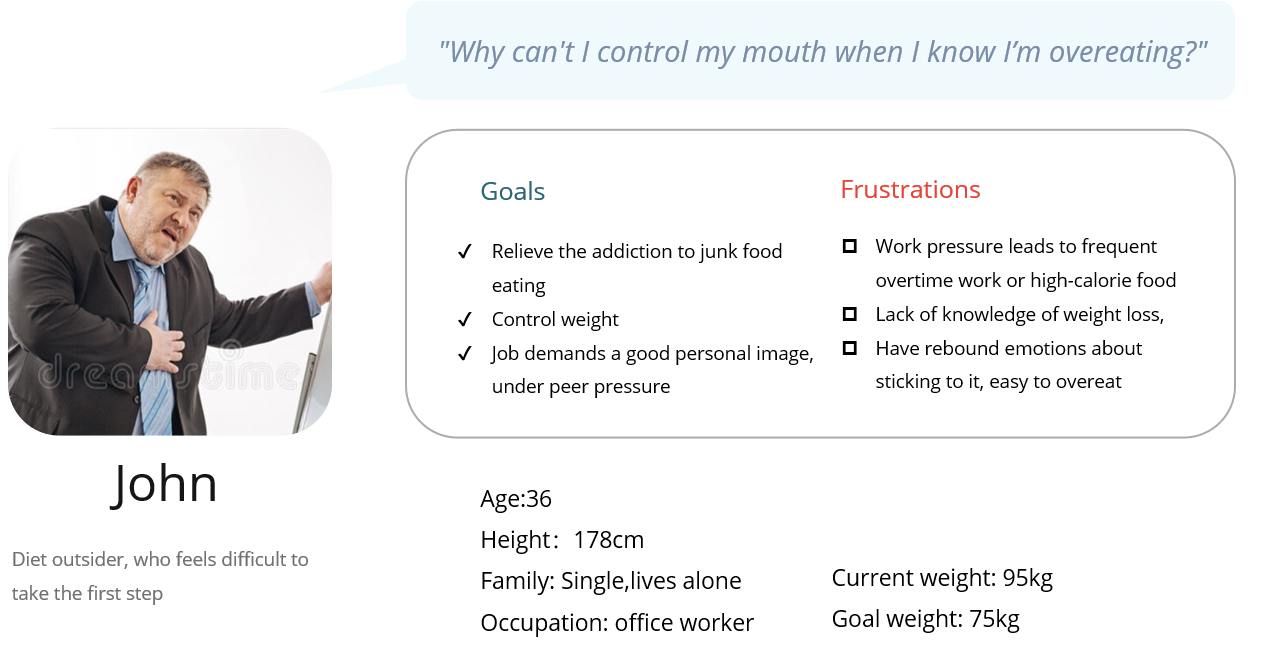 "Why can't I control my mouth when I know I’m overeating?"
Goals
✓ Relieve the addiction to junk food
eating
✓ Control weight
✓ Job demands a good personal image,
under peer pressure
Frustrations
Work pressure leads to frequent
overtime work or high-calorie food
Lack of knowledge of weight loss,
Have rebound emotions about
sticking to it, easy to overeat
dreamstime
John
Diet outsider, who feels difficult to
take the first step
Age:36
Height：178cm
Family: Single,lives alone
Occupation: office worker
Current weight: 95kg
Goal weight: 75kg